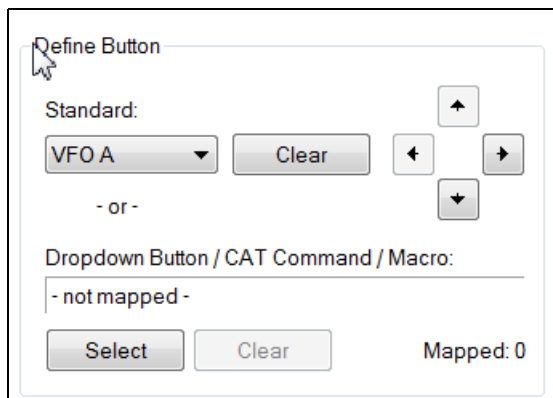 Define Button
Standard:
VFO A Clear
- or -
Dropdown Button / CAT Command / Macro:
- not mapped -
Select Clear Mapped: 0